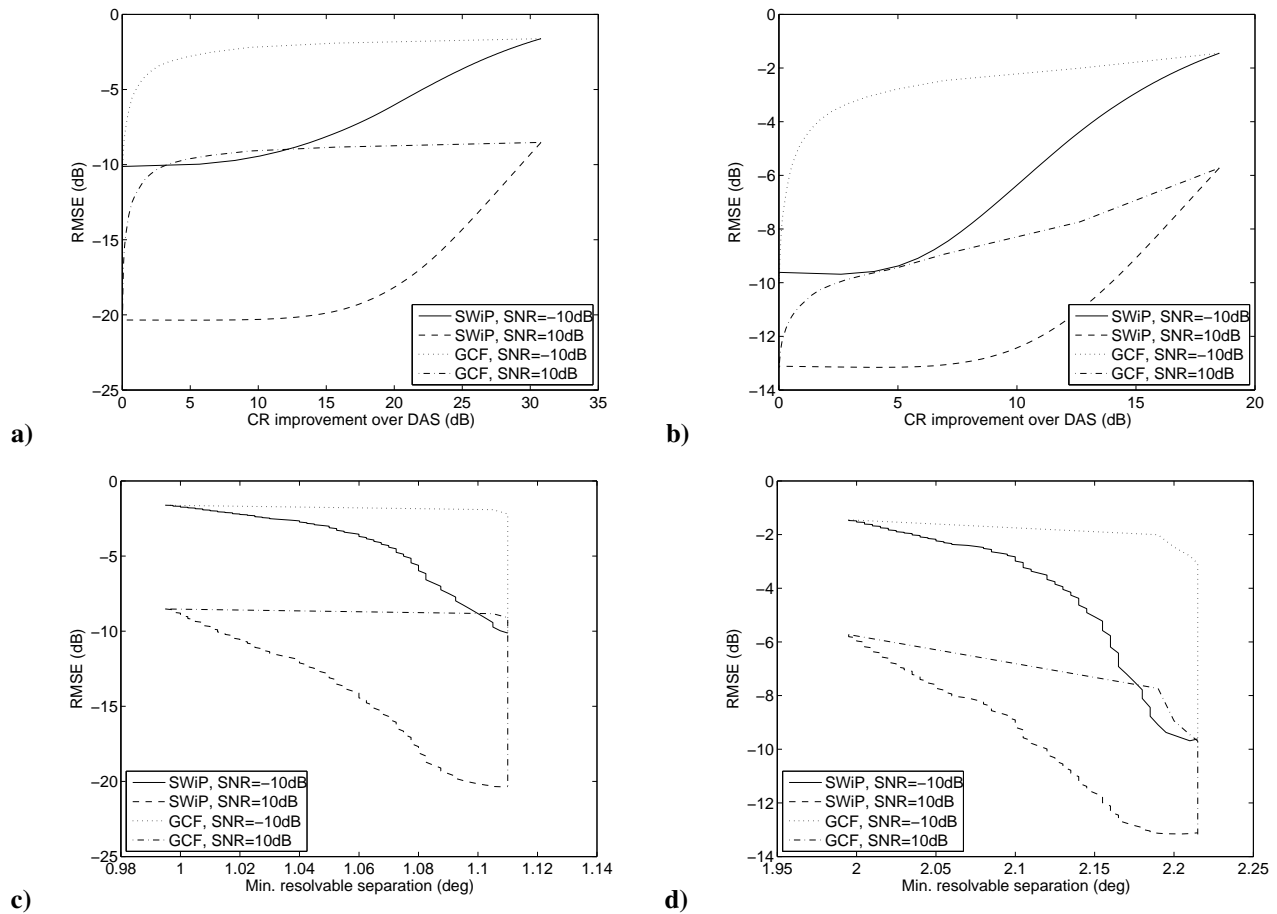 0
−5
−10
−15
−20
−25
RMSE (dB)
0 5 10 15 20 25 30 35
CR improvement over DAS (dB)
SWiP, SNR=−10dB
SWiP, SNR=10dB
GCF, SNR=−10dB
GCF, SNR=10dB
a)
0
−2
−4
−6
−8
−10
−12
−14
RMSE (dB)
0 5 10 15 20
CR improvement over DAS (dB)
SWiP, SNR=−10dB
SWiP, SNR=10dB
GCF, SNR=−10dB
GCF, SNR=10dB
b)
0
−5
−10
−15
−20
−25
RMSE (dB)
0.98 1 1.02 1.04 1.06 1.08 1.1 1.12 1.14
Min. resolvable separation (deg)
SWiP, SNR=−10dB
SWiP, SNR=10dB
GCF, SNR=−10dB
GCF, SNR=10dB
c)
0
−2
−4
−6
−8
−10
−12
−14
RMSE (dB)
1.95 2 2.05 2.1 2.15 2.2 2.25
Min. resolvable separation (deg)
SWiP, SNR=−10dB
SWiP, SNR=10dB
GCF, SNR=−10dB
GCF, SNR=10dB
d)